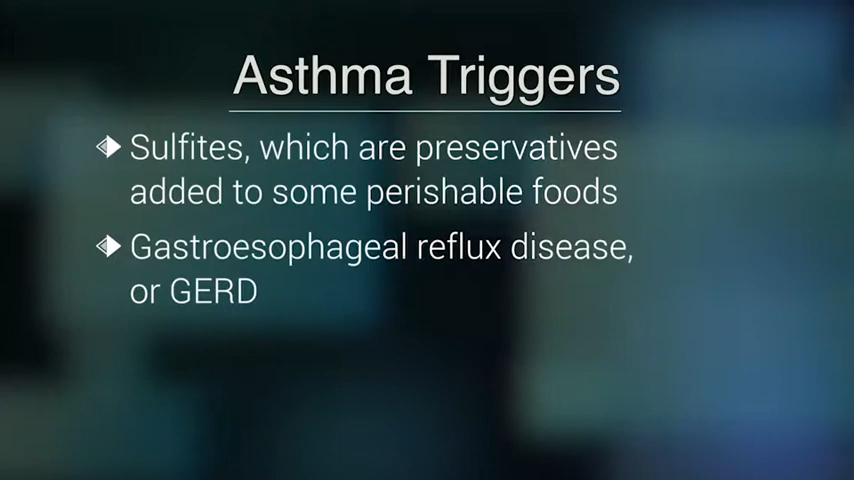 Asthma Triggers
Sulfites, which are preservatives
added to some perishable foods
Gastroesophageal reflux disease,
or GERD